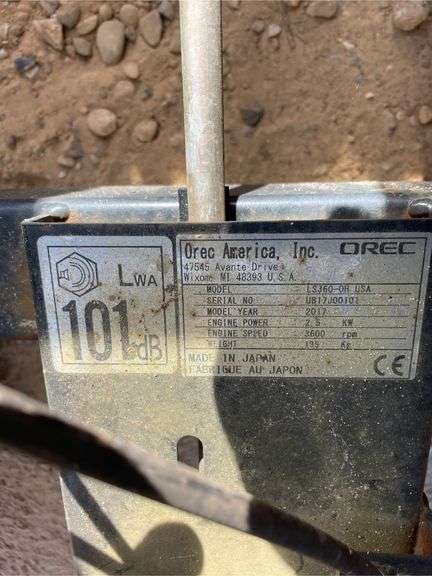 LWA
101dB
Orec America, Inc. OREC
47545 Avante Drive
Wixom MI 48393 U.S.A.
MODEL LS360-OH USA
SERIAL NO UB17J00101
MODEL YEAR 2017
ENGINE POWER 2.5 KW
ENGINE SPEED 3600 rpm
WEIGHT 135 Kg
MADE IN JAPAN
FABRIQUE AU JAPON CE